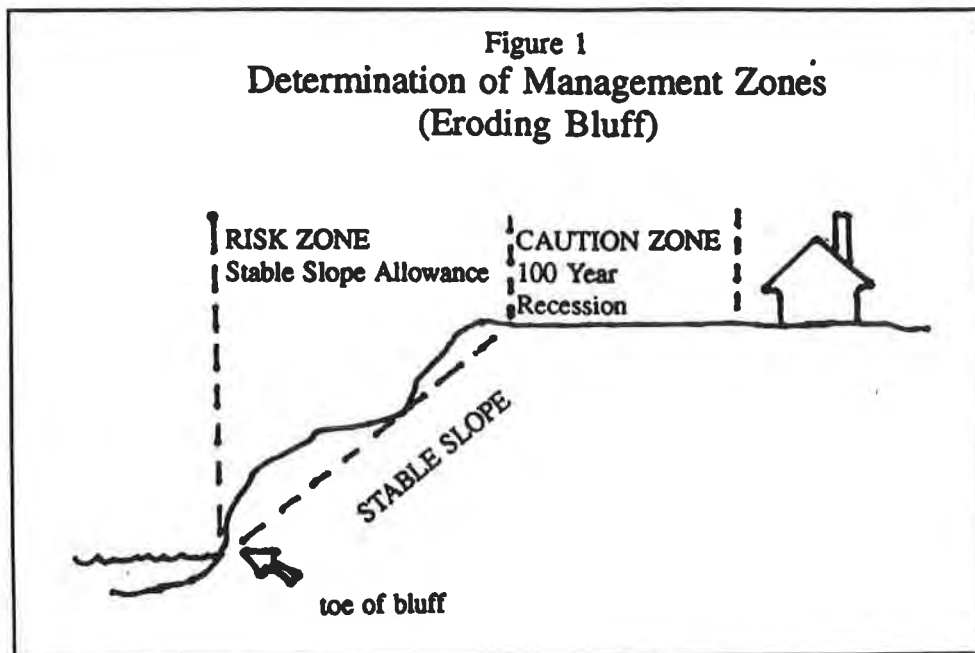 Figure 1
Determination of Management Zones
(Eroding Bluff)
RISK ZONE
Stable Slope Allowance
CAUTION ZONE
100 Year
Recession
STABLE SLOPE
toe of bluff